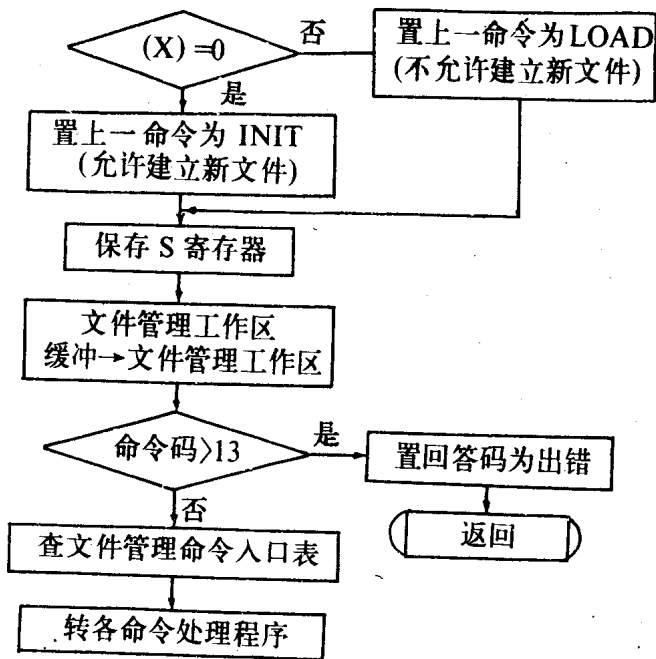 (X)=0
否
置上一命令为LOAD
(不允许建立新文件)
是
置上一命令为 INIT
(允许建立新文件)
保存 S 寄存器
文件管理工作区
缓冲→文件管理工作区
命令码>13
是
置回答码为出错
否
返回
查文件管理命令入口表
转各命令处理程序